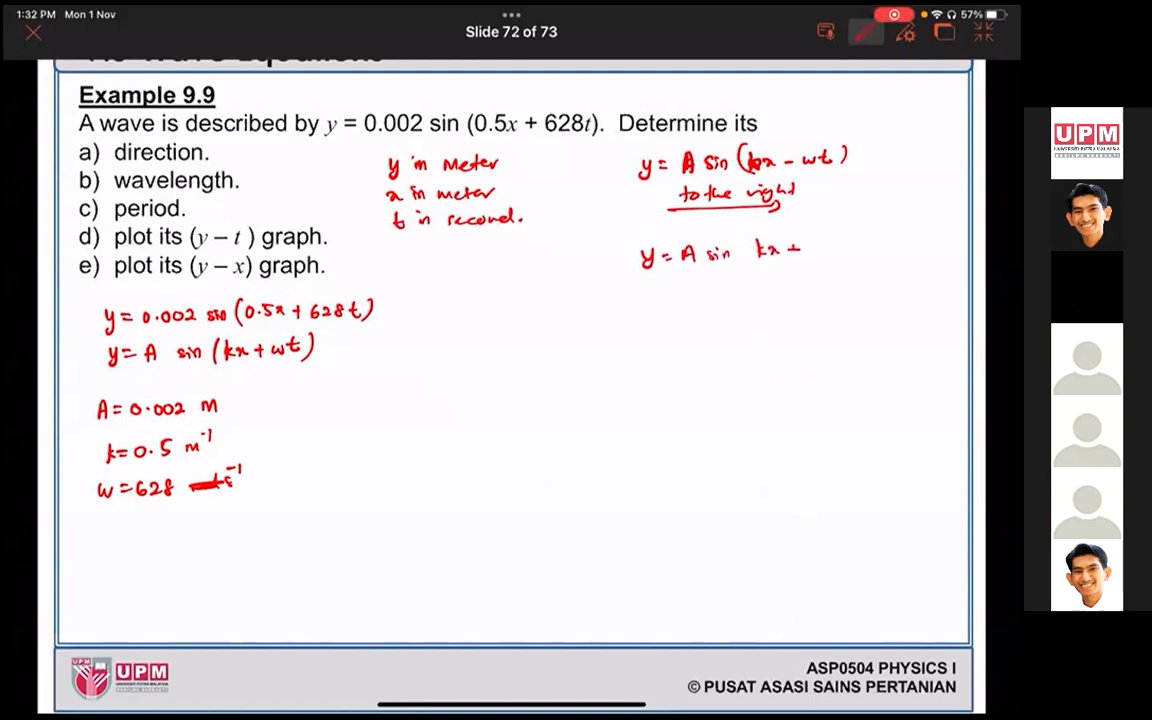 1:32 PM Mon 1 Nov
57%
Slide 72 of 73
Example 9.9
A wave is described by y = 0.002 sin (0.5x + 628t). Determine its
a) direction.
b) wavelength.
c) period.
d) plot its (y – t ) graph.
e) plot its (y – x) graph.
y in meter
x in meter
t in second.
y = A sin (kx - ωt)
to the right
y = A sin kx +
y = 0.002 sin (0.5x + 628t)
y = A sin (kx + ωt)
A = 0.002 m
k = 0.5 m⁻¹
ω = 628 s⁻¹
UPM
ASP0504 PHYSICS I
© PUSAT ASASI SAINS PERTANIAN
UPM